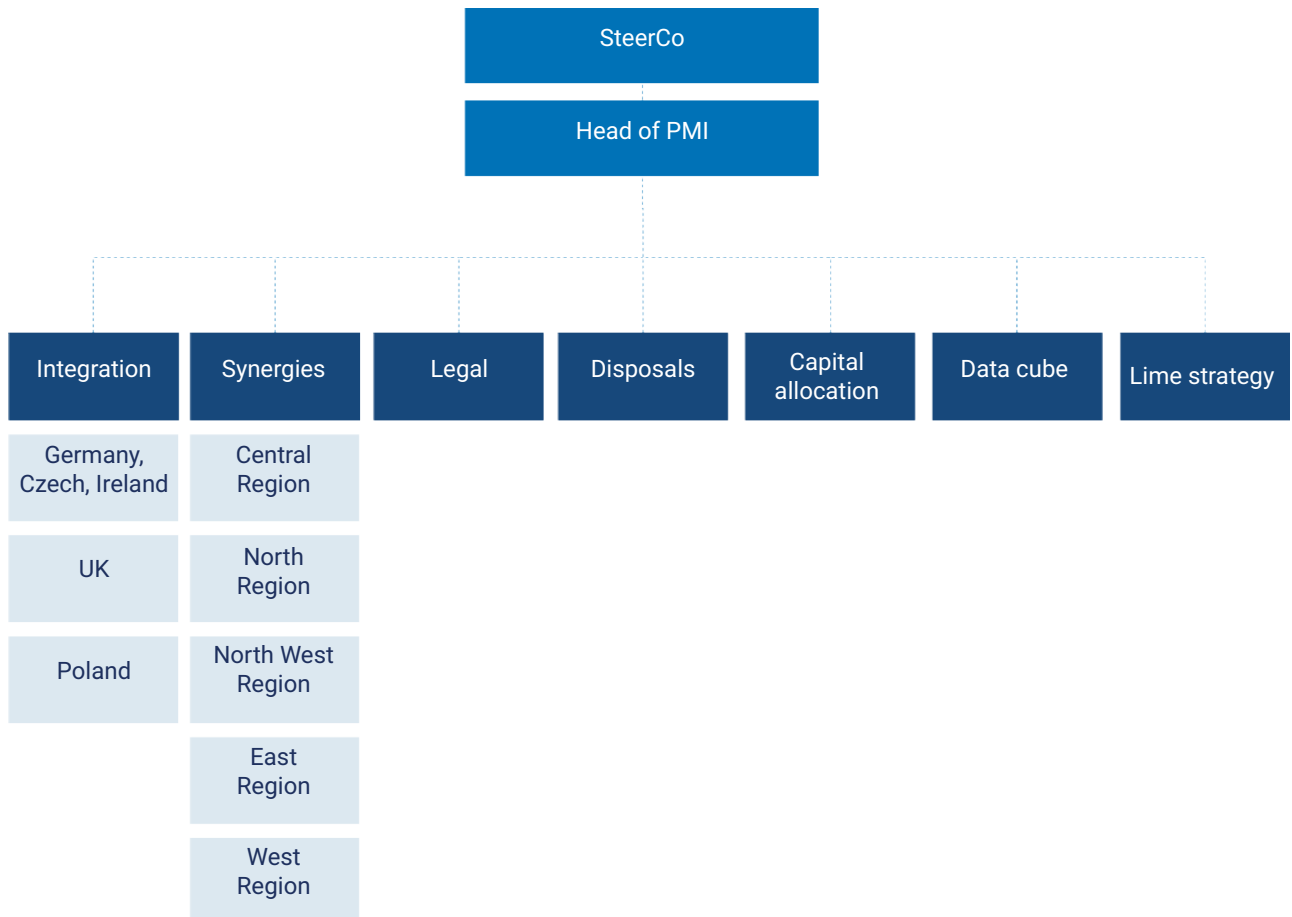 SteerCo
Head of PMI
Integration
Synergies
Legal
Disposals
Capital
allocation
Data cube
Lime strategy
Germany,
Czech, Ireland
UK
Poland
Central
Region
North
Region
North West
Region
East
Region
West
Region